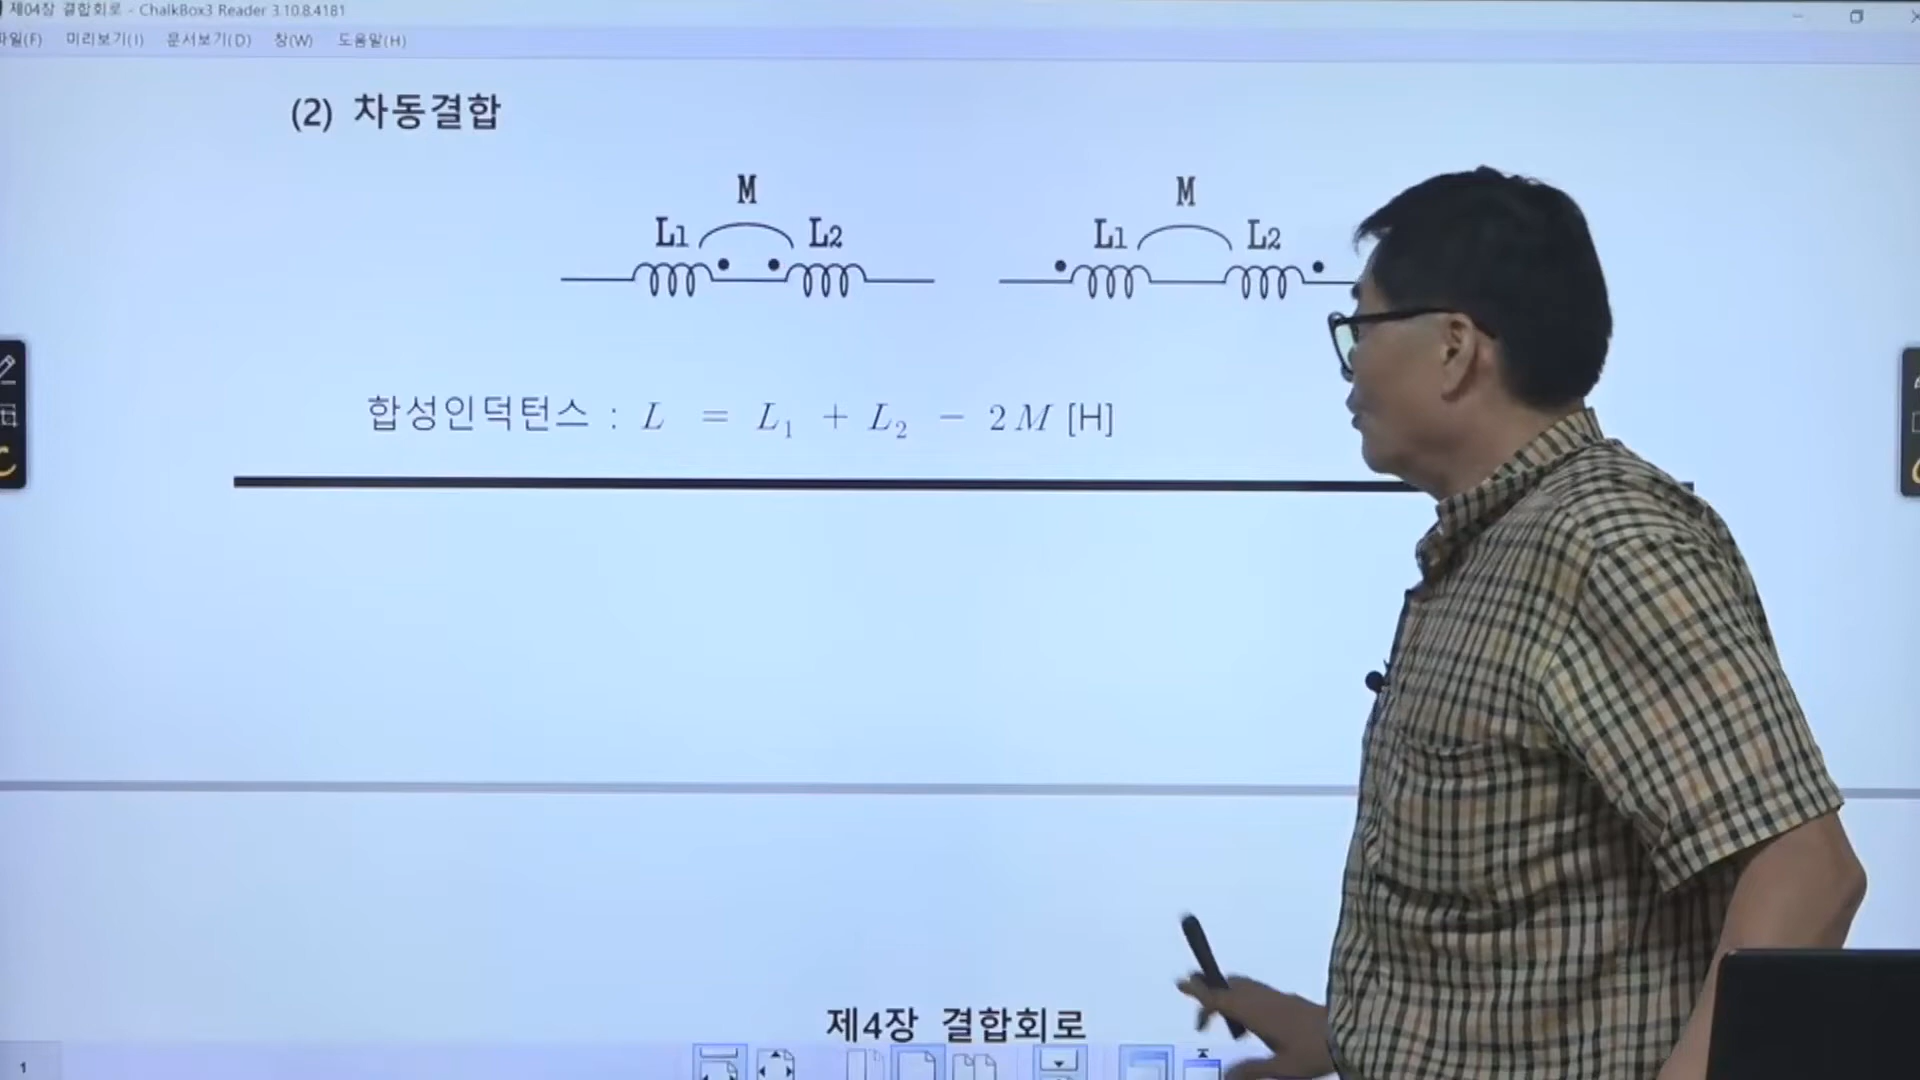 제04장 결합회로 - ChalkBox3 Reader 3.10.8.4181
파일(F) 미리보기(I) 문서보기(D) 창(W) 도움말(H)
(2) 차동결합
M
L1 L2
M
L1 L2
합성인덕턴스 : L = L₁ + L₂ - 2M [H]
제4장 결합회로
1